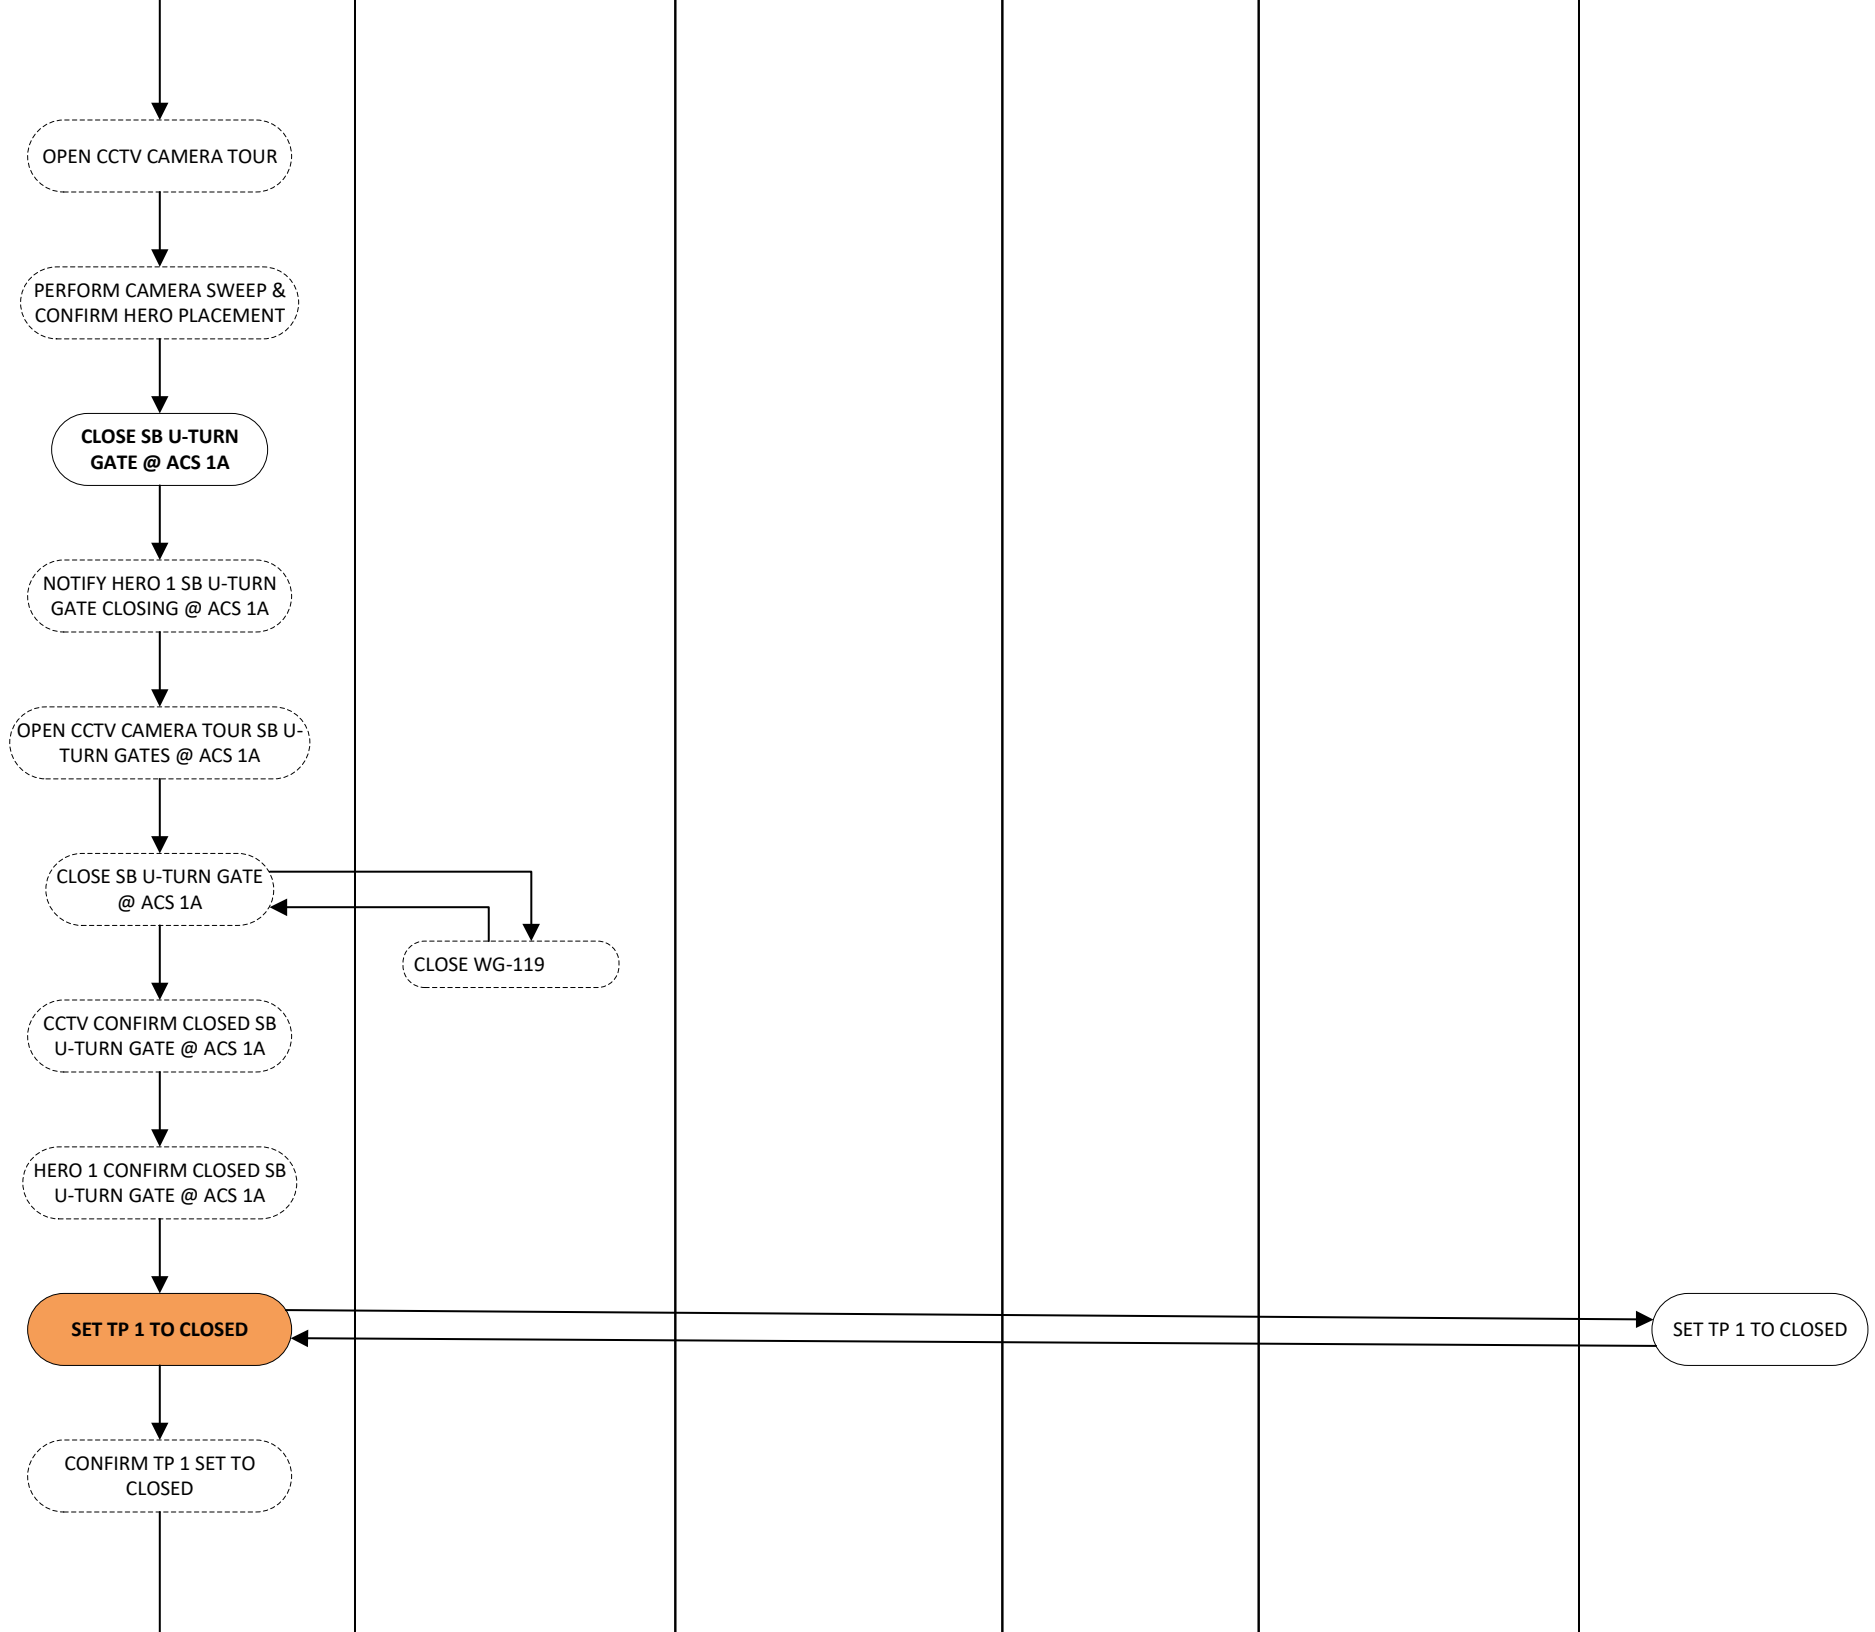 OPEN CCTV CAMERA TOUR
PERFORM CAMERA SWEEP &
CONFIRM HERO PLACEMENT
CLOSE SB U-TURN
GATE @ ACS 1A
NOTIFY HERO 1 SB U-TURN
GATE CLOSING @ ACS 1A
OPEN CCTV CAMERA TOUR SB U-
TURN GATES @ ACS 1A
CLOSE SB U-TURN GATE
@ ACS 1A
CLOSE WG-119
CCTV CONFIRM CLOSED SB
U-TURN GATE @ ACS 1A
HERO 1 CONFIRM CLOSED SB
U-TURN GATE @ ACS 1A
SET TP 1 TO CLOSED
SET TP 1 TO CLOSED
CONFIRM TP 1 SET TO
CLOSED